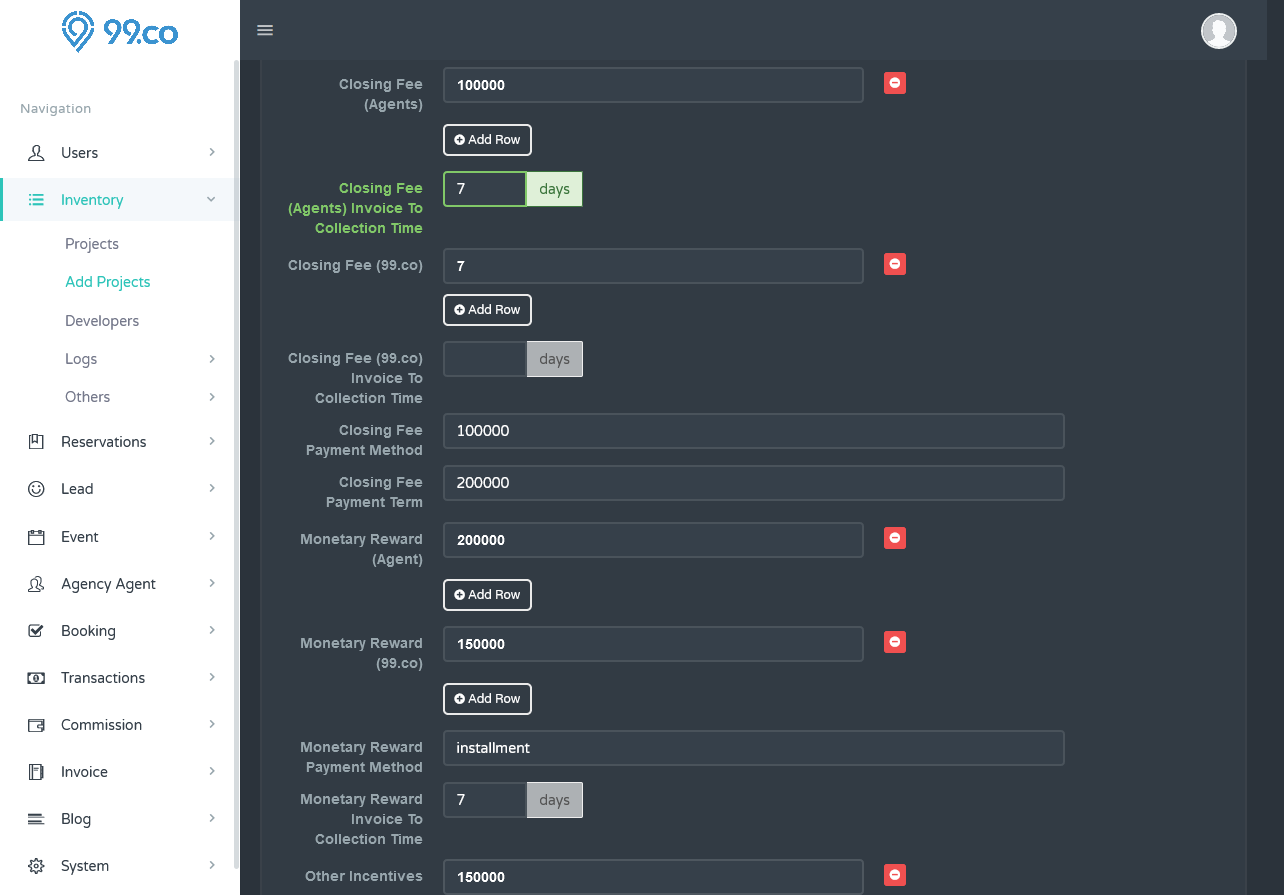 99.co
Navigation
Users
Inventory
Projects
Add Projects
Developers
Logs
Others
Reservations
Lead
Event
Agency Agent
Booking
Transactions
Commission
Invoice
Blog
System
Closing Fee
(Agents)
100000
Add Row
Closing Fee
(Agents) Invoice To
Collection Time
7 days
Closing Fee (99.co)
7
Add Row
Closing Fee (99.co)
Invoice To
Collection Time
days
Closing Fee
Payment Method
100000
Closing Fee
Payment Term
200000
Monetary Reward
(Agent)
200000
Add Row
Monetary Reward
(99.co)
150000
Add Row
Monetary Reward
Payment Method
installment
Monetary Reward
Invoice To
Collection Time
7 days
Other Incentives
150000